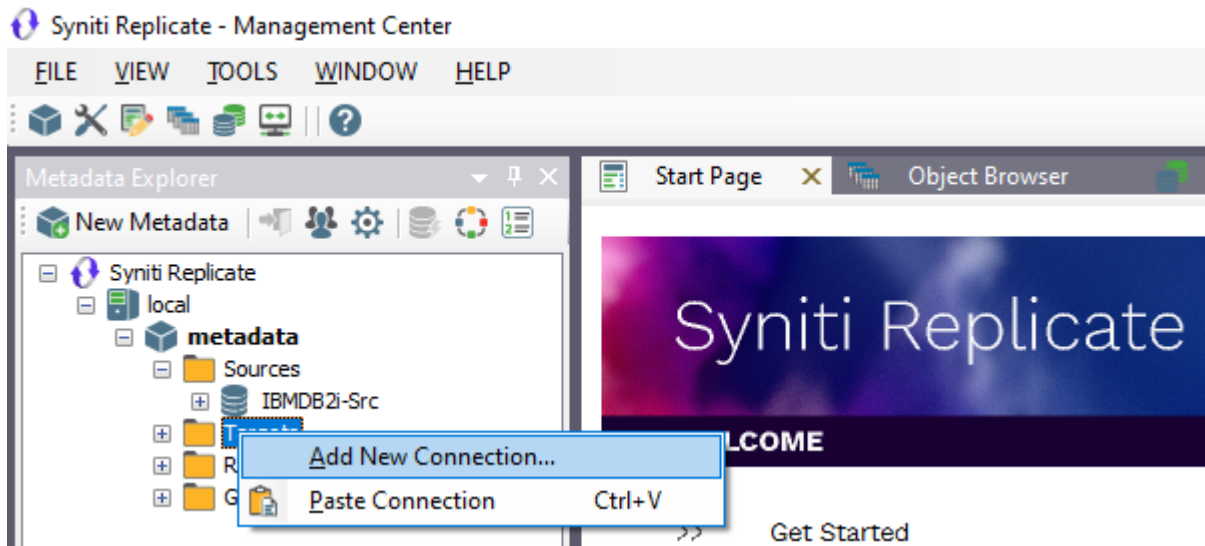 Syniti Replicate - Management Center
FILE VIEW TOOLS WINDOW HELP
Metadata Explorer
Start Page
Object Browser
New Metadata
Syniti Replicate
local
metadata
Sources
IBMDB2i-Src
Targets
R
G
Add New Connection...
Paste Connection Ctrl+V
Syniti Replicate
LCOME
>> Get Started